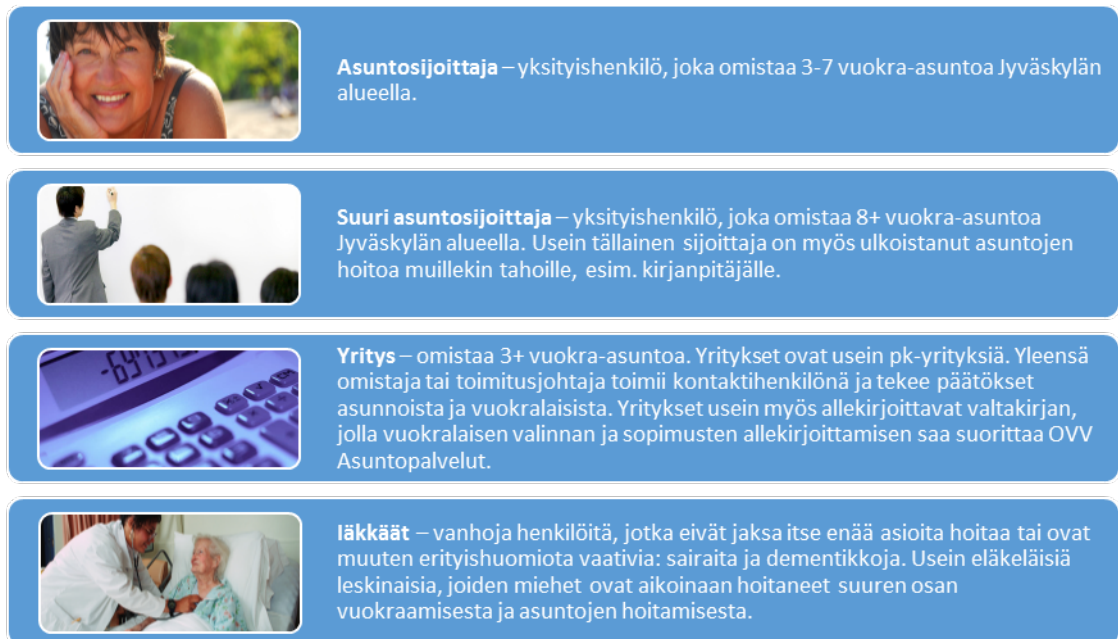 Asuntosijoittaja – yksityishenkilö, joka omistaa 3-7 vuokra-asuntoa Jyväskylän
alueella.
Suuri asuntosijoittaja – yksityishenkilö, joka omistaa 8+ vuokra-asuntoa
Jyväskylän alueella. Usein tällainen sijoittaja on myös ulkoistanut asuntojen
hoitoa muillekin tahoille, esim. kirjanpitäjälle.
Yritys – omistaa 3+ vuokra-asuntoa. Yritykset ovat usein pk-yrityksiä. Yleensä
omistaja tai toimitusjohtaja toimii kontaktihenkilönä ja tekee päätökset
asunnoista ja vuokralaisista. Yritykset usein myös allekirjoittavat valtakirjan,
jolla vuokralaisen valinnan ja sopimusten allekirjoittamisen saa suorittaa OVV
Asuntopalvelut.
Iäkkäät – vanhoja henkilöitä, jotka eivät jaksa itse enää asioita hoitaa tai ovat
muuten erityishuomiota vaativia: sairaita ja dementikkoja. Usein eläkeläisiä
leskinaisia, joiden miehet ovat aikoinaan hoitaneet suuren osan
vuokraamisesta ja asuntojen hoitamisesta.